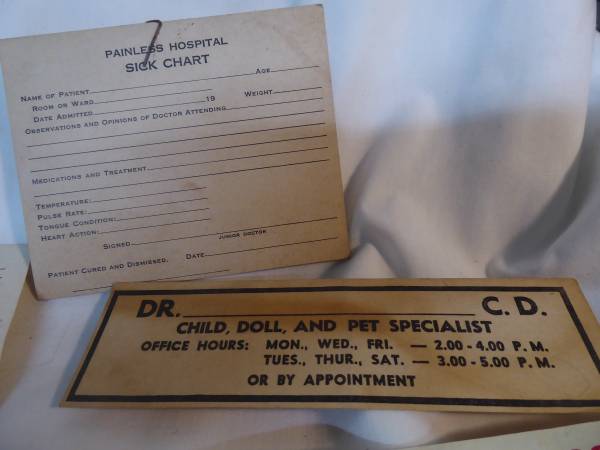 PAINLESS HOSPITAL
SICK CHART
NAME OF PATIENT AGE
ROOM OR WARD
DATE ADMITTED 19 WEIGHT
OBSERVATIONS AND OPINIONS OF DOCTOR ATTENDING
MEDICATIONS AND TREATMENT
TEMPERATURE:
PULSE RATE:
TONGUE CONDITION:
HEART ACTION:
SIGNED
JUNIOR DOCTOR
PATIENT CURED AND DISMISSED, DATE
DR. C. D.
CHILD, DOLL, AND PET SPECIALIST
OFFICE HOURS: MON., WED., FRI. — 2.00-4.00 P. M.
TUES., THUR., SAT. — 3.00-5.00 P. M.
OR BY APPOINTMENT